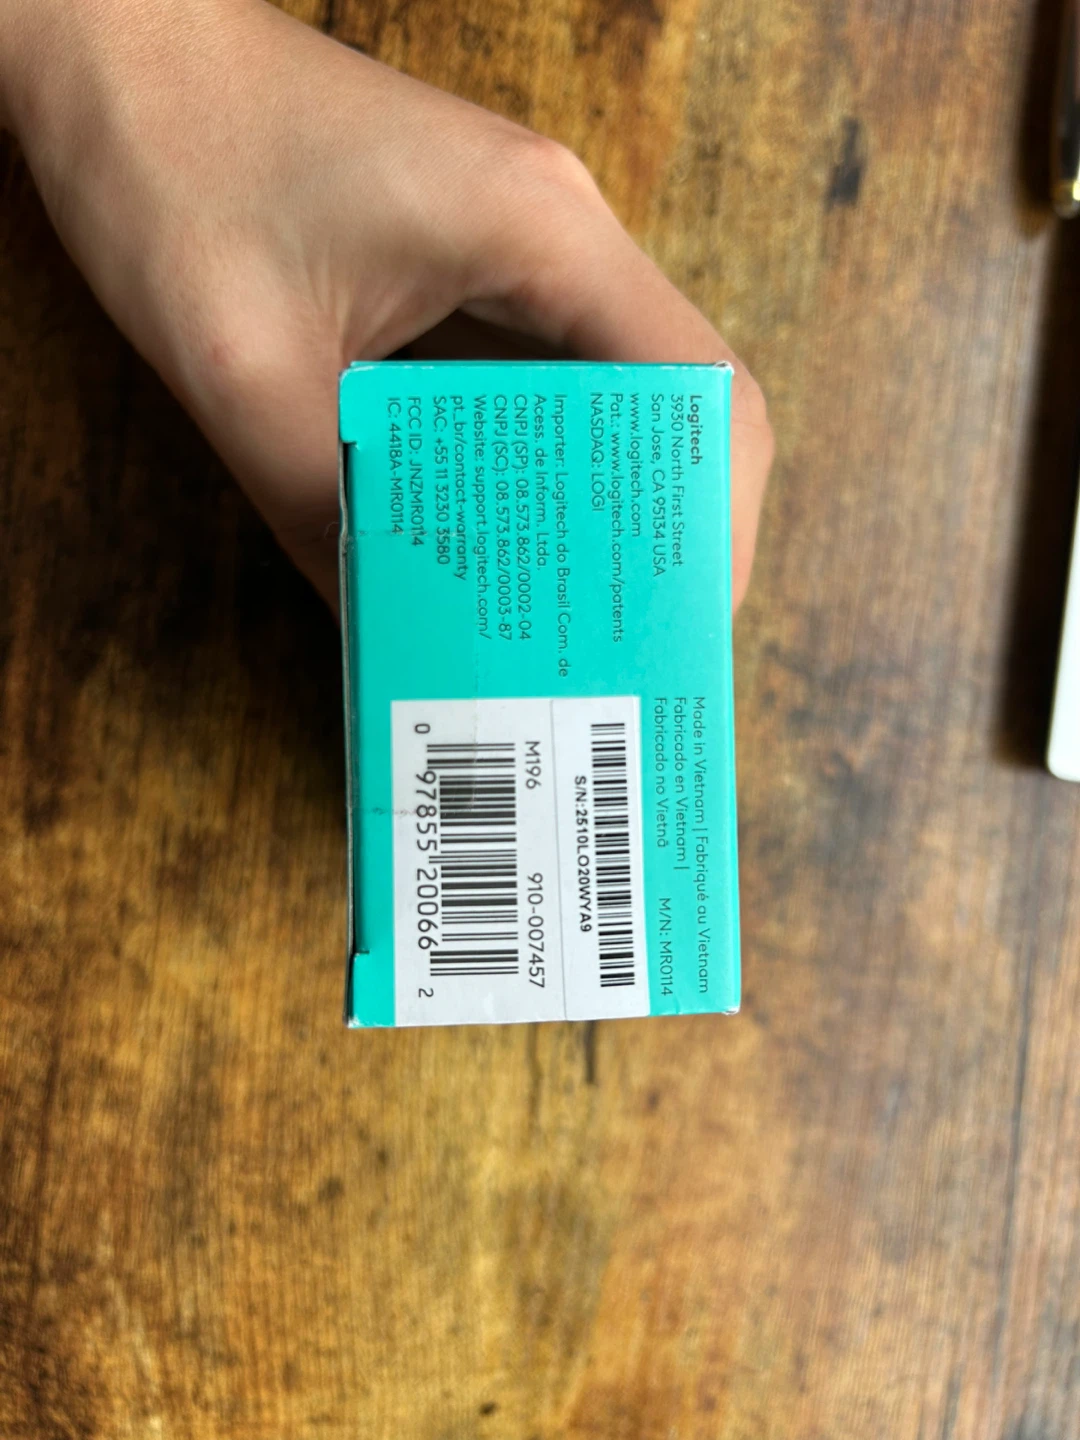 Logitech
3930 North First Street
San Jose, CA 95134 USA
www.logitech.com
Pat.: www.logitech.com/patents
NASDAQ: LOGI
Importer: Logitech do Brasil Com. de
Acess. de Inform. Ltda.
CNPJ (SP): 08.573.862/0002-04
CNPJ (SC): 08.573.862/0003-87
Website: support.logitech.com/
pt_br/contact-warranty
SAC: +55 11 3230 3580
FCC ID: JNZMR0114
IC: 4418A-MR0114
Made in Vietnam | Fabriqué au Vietnam
Fabricado en Vietnam |
Fabricado no Vietnã M/N: MR0114
S/N:2510LO20WYA9
M196 910-007457
0 97855 20066 2